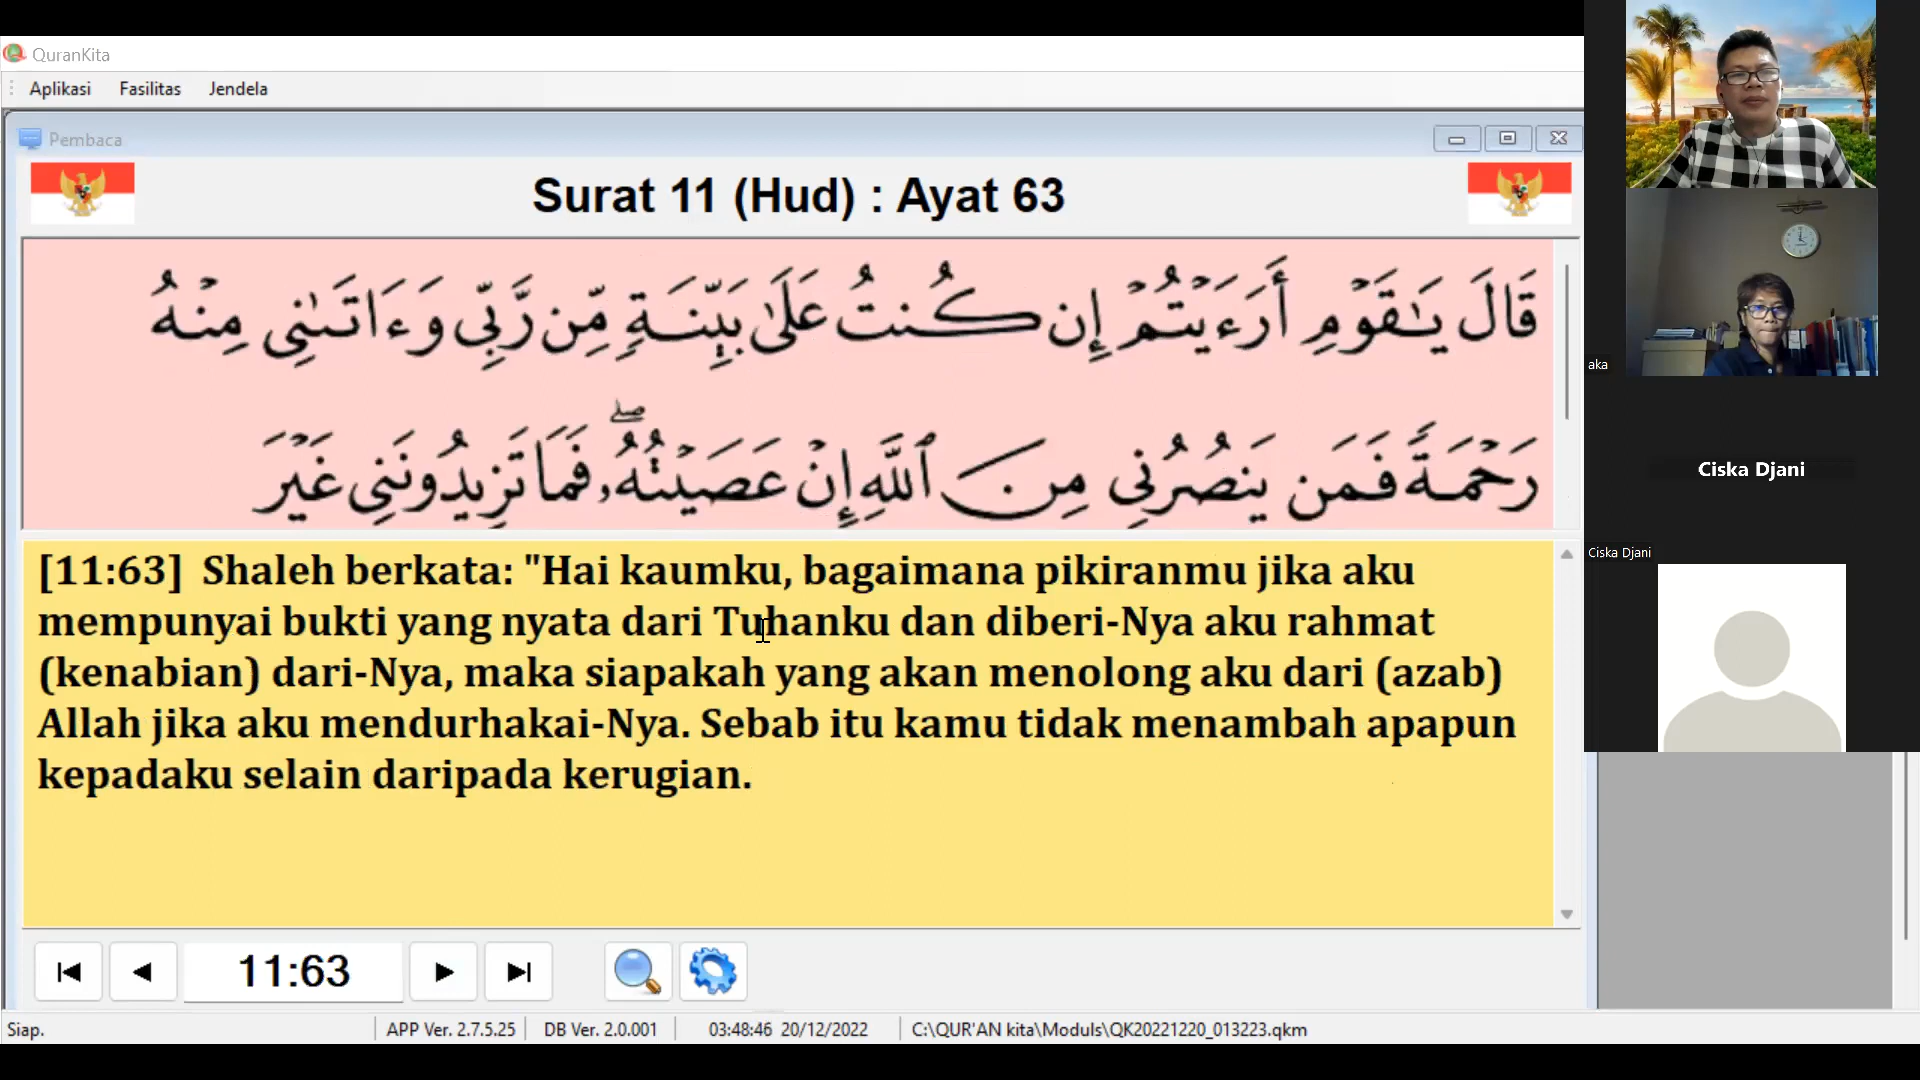 QuranKita
Aplikasi Fasilitas Jendela
Pembaca
Surat 11 (Hud) : Ayat 63
قَالَ يَـٰقَوْمِ أَرَءَيْتُمْ إِن كُنتُ عَلَىٰ بَيِّنَةٍ مِّن رَّبِّى وَءَاتَىٰنِى مِنْهُ
رَحْمَةً فَمَن يَنصُرُنِى مِنَ ٱللَّهِ إِنْ عَصَيْتُهُۥ ۖ فَمَا تَزِيدُونَنِى غَيْرَ
[11:63] Shaleh berkata: "Hai kaumku, bagaimana pikiranmu jika aku
mempunyai bukti yang nyata dari Tuhanku dan diberi-Nya aku rahmat
(kenabian) dari-Nya, maka siapakah yang akan menolong aku dari (azab)
Allah jika aku mendurhakai-Nya. Sebab itu kamu tidak menambah apapun
kepadaku selain daripada kerugian.
11:63
Siap. APP Ver. 2.7.5.25 DB Ver. 2.0.001 03:48:46 20/12/2022 C:\QUR'AN kita\Moduls\QK20221220_013223.qkm
aka
Ciska Djani
Ciska Djani